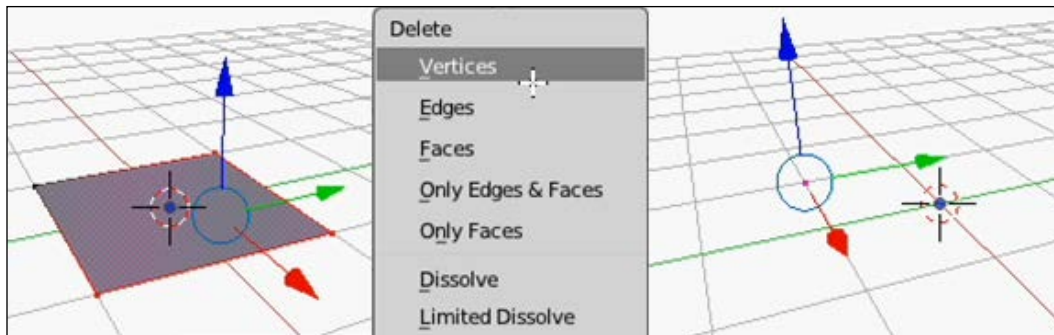 Delete
Vertices
Edges
Faces
Only Edges & Faces
Only Faces
Dissolve
Limited Dissolve